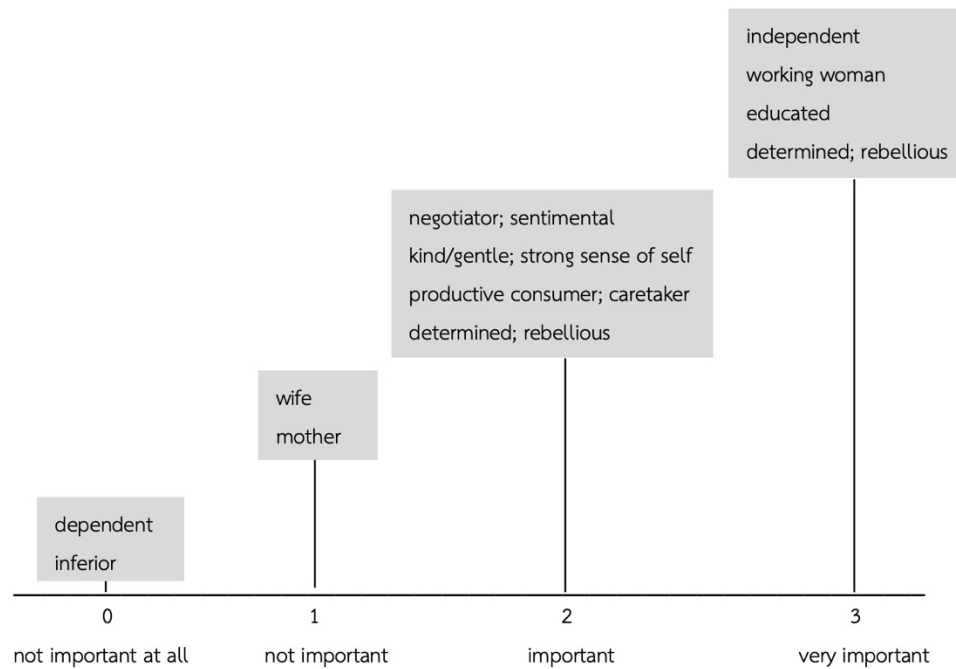 independent
working woman
educated
determined; rebellious
negotiator; sentimental
kind/gentle; strong sense of self
productive consumer; caretaker
determined; rebellious
wife
mother
dependent
inferior
0 1 2 3
not important at all not important important very important